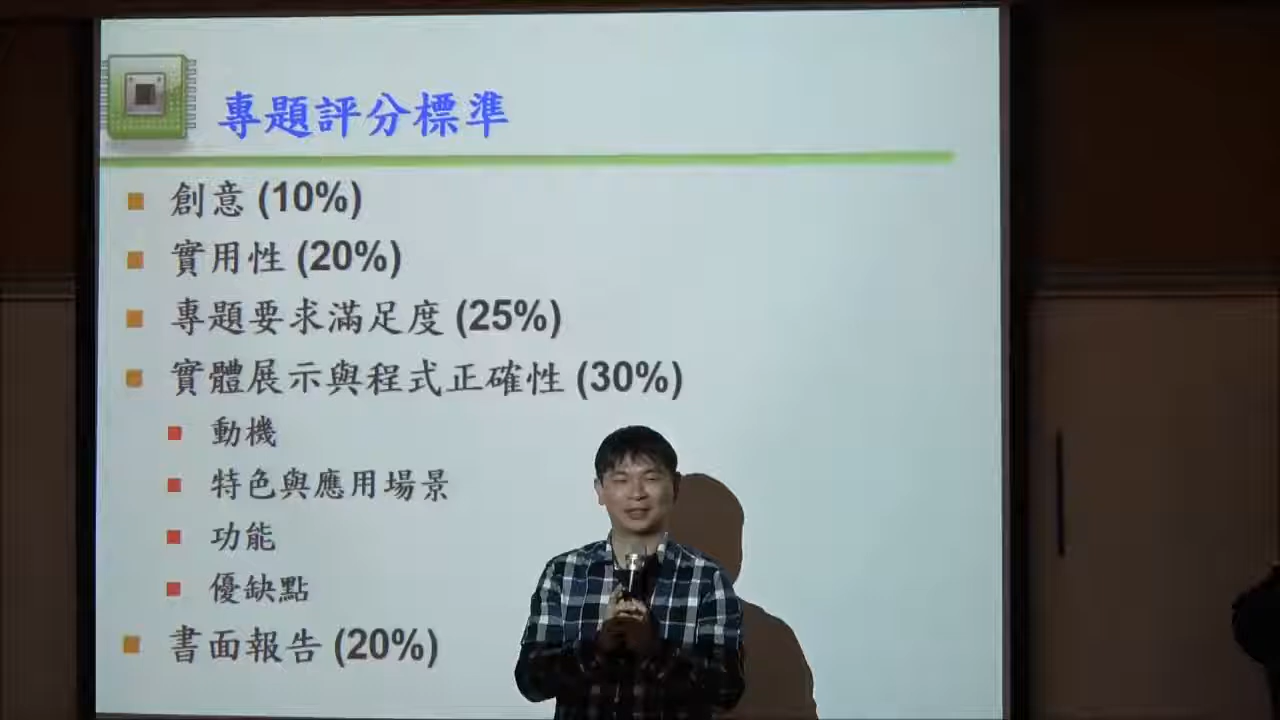 專題評分標準
創意 (10%)
實用性 (20%)
專題要求滿足度 (25%)
實體展示與程式正確性 (30%)
動機
特色與應用場景
功能
優缺點
書面報告 (20%)